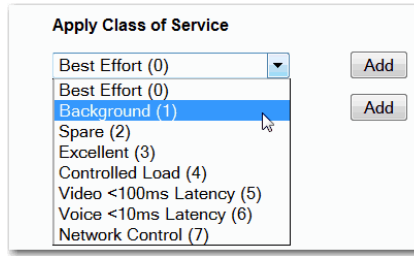 Apply Class of Service
Best Effort (0)
Add
Best Effort (0)
Background (1)
Add
Spare (2)
Excellent (3)
Controlled Load (4)
Video <100ms Latency (5)
Voice <10ms Latency (6)
Network Control (7)